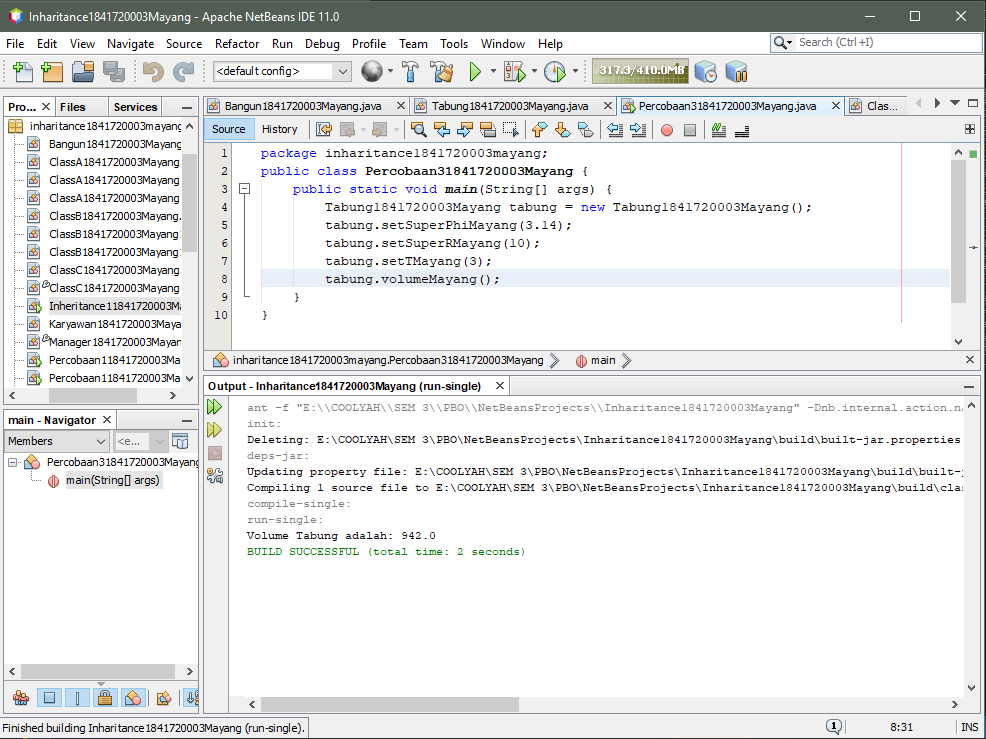 Inharitance1841720003Mayang - Apache NetBeans IDE 11.0
File Edit View Navigate Source Refactor Run Debug Profile Team Tools Window Help
Search (Ctrl+I)
<default config>
317.3/410.0MB
Pro... Files Services
inharitance1841720003mayang
Bangun1841720003Mayang
ClassA1841720003Mayang
ClassA1841720003Mayang
ClassA1841720003Mayang
ClassB1841720003Mayang.
ClassB1841720003Mayang
ClassB1841720003Mayang
ClassC1841720003Mayang.
ClassC1841720003Mayang
Inheritance11841720003Ma
Karyawan1841720003Maya
Manager1841720003Mayan
Percobaan11841720003Ma
Percobaan11841720003Ma
Bangun1841720003Mayang.java
Tabung1841720003Mayang.java
Percobaan31841720003Mayang.java
Clas...
Source History
1 package inharitance1841720003mayang;
2 public class Percobaan31841720003Mayang {
3 public static void main(String[] args) {
4 Tabung1841720003Mayang tabung = new Tabung1841720003Mayang();
5 tabung.setSuperPhiMayang(3.14);
6 tabung.setSuperRMayang(10);
7 tabung.setTMayang(3);
8 tabung.volumeMayang();
9 }
10 }
inharitance1841720003mayang.Percobaan31841720003Mayang main
main - Navigator
Members <e...
Percobaan31841720003Mayang
main(String[] args)
Output - Inharitance1841720003Mayang (run-single)
ant -f "E:\\COOLYAH\\SEM 3\\PBO\\NetBeansProjects\\Inharitance1841720003Mayang" -Dnb.internal.action.na
init:
Deleting: E:\COOLYAH\SEM 3\PBO\NetBeansProjects\Inharitance1841720003Mayang\build\built-jar.properties
deps-jar:
Updating property file: E:\COOLYAH\SEM 3\PBO\NetBeansProjects\Inharitance1841720003Mayang\build\built-j
Compiling 1 source file to E:\COOLYAH\SEM 3\PBO\NetBeansProjects\Inharitance1841720003Mayang\build\clas
compile-single:
run-single:
Volume Tabung adalah: 942.0
BUILD SUCCESSFUL (total time: 2 seconds)
Finished building Inharitance1841720003Mayang (run-single).
1
8:31
INS